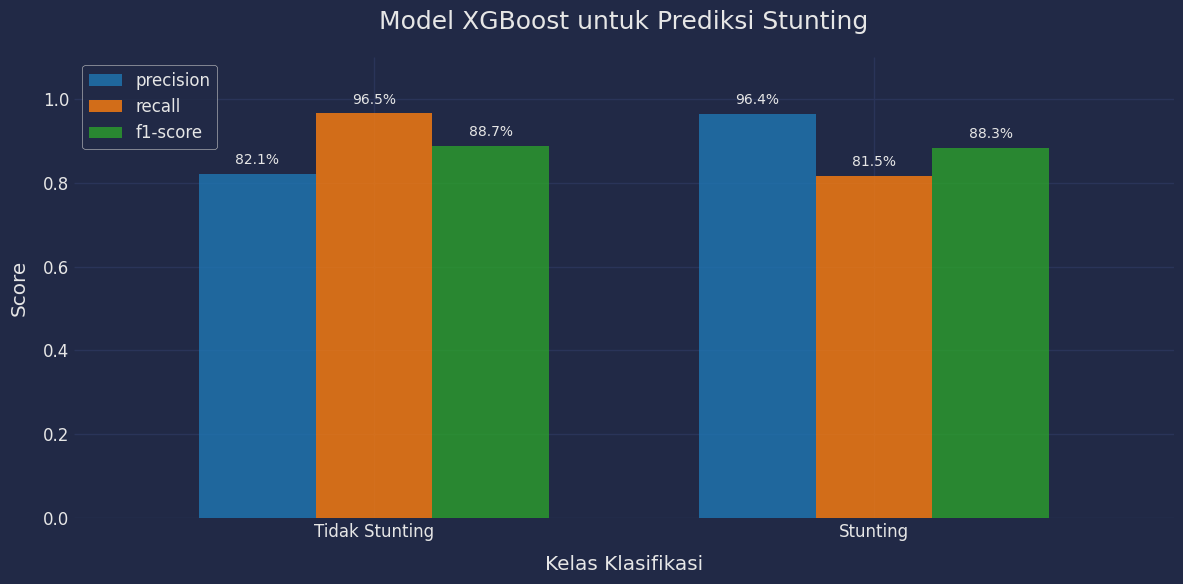 Model XGBoost untuk Prediksi Stunting
precision
recall
f1-score
1.0
0.8
0.6
0.4
0.2
0.0
Score
82.1%
96.5%
88.7%
96.4%
81.5%
88.3%
Tidak Stunting
Stunting
Kelas Klasifikasi